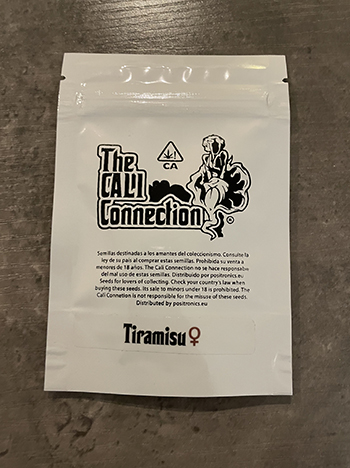 The
CALI
Connection
CA
®
Semillas destinadas a los amantes del coleccionismo. Consulte la
ley de su pais al comprar estas semillas. Prohibida su venta a
menores de 18 años. The Cali Connection no se hace responsable
del mal uso de estas semillas. Distribuido por positronics.eu
Seeds for lovers of collecting. Check your country's law when
buying these seeds. Its sale to minors under 18 is prohibited. The
Cali Connation is not responsible for the misuse of these seeds.
Distributed by positronics.eu
Tiramisu♀